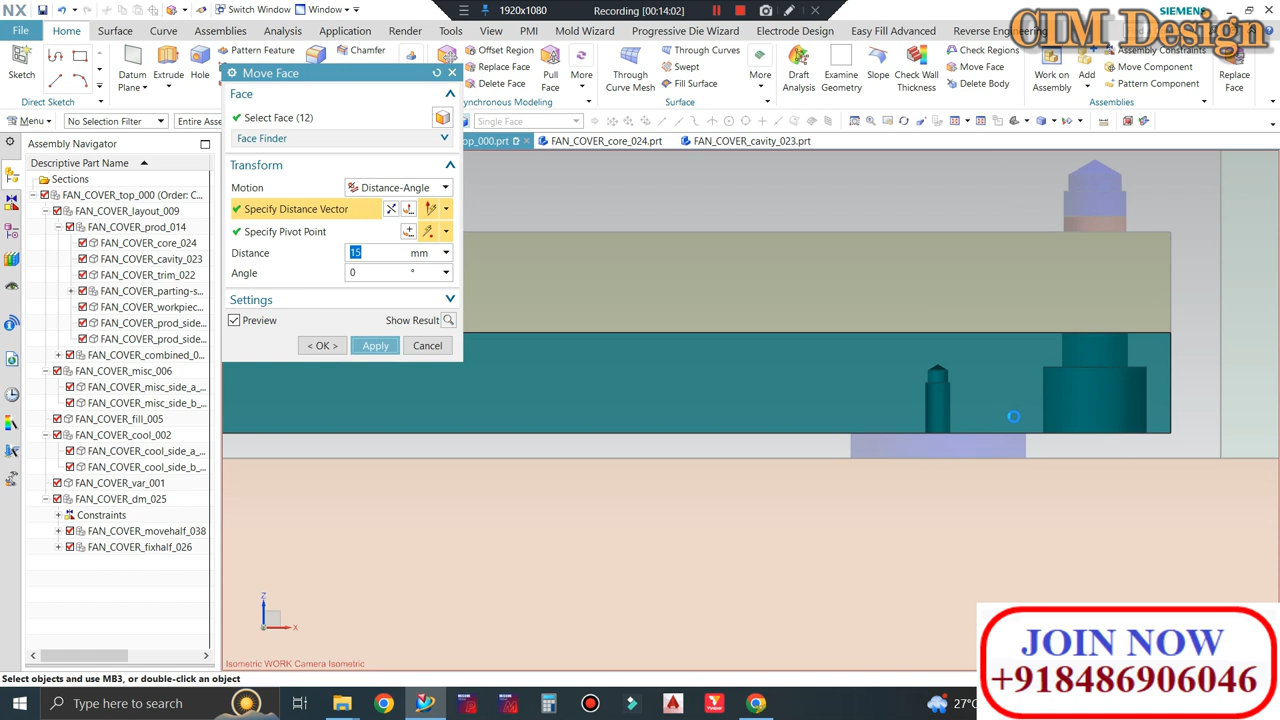 NX
Switch Window
Window
1920x1080
Recording [00:14:02]
SIEMENS
CIM Design
File
Home
Surface
Curve
Assemblies
Analysis
Application
Render
Tools
PMI
Mold Wizard
Progressive Die Wizard
Electrode Design
Easy Fill Advanced
Reverse Engineering
Sketch
Datum Plane
Extrude
Hole
Pattern Feature
Chamfer
Offset Region
Replace Face
Pull Face
More
Through Curve Mesh
Through Curves
Swept
Fill Surface
More
Draft Analysis
Examine Geometry
Slope
Check Wall Thickness
Check Regions
Move Face
Delete Body
Work on Assembly
Add
Assembly Constraints
Move Component
Pattern Component
Replace Face
Direct Sketch
Synchronous Modeling
Surface
Assemblies
Menu
No Selection Filter
Entire Asse
Single Face
Assembly Navigator
op_000.prt
FAN_COVER_core_024.prt
FAN_COVER_cavity_023.prt
Descriptive Part Name
Sections
FAN_COVER_top_000 (Order: C...
FAN_COVER_layout_009
FAN_COVER_prod_014
FAN_COVER_core_024
FAN_COVER_cavity_023
FAN_COVER_trim_022
FAN_COVER_parting-s...
FAN_COVER_workpiec...
FAN_COVER_prod_side...
FAN_COVER_prod_side...
FAN_COVER_combined_0...
FAN_COVER_misc_006
FAN_COVER_misc_side_a_...
FAN_COVER_misc_side_b_...
FAN_COVER_fill_005
FAN_COVER_cool_002
FAN_COVER_cool_side_a_...
FAN_COVER_cool_side_b_...
FAN_COVER_var_001
FAN_COVER_dm_025
Constraints
FAN_COVER_movehalf_038
FAN_COVER_fixhalf_026
Move Face
Face
Select Face (12)
Face Finder
Transform
Motion
Distance-Angle
Specify Distance Vector
Specify Pivot Point
Distance
15 mm
Angle
0 °
Settings
Preview
Show Result
< OK >
Apply
Cancel
Z
X
Isometric WORK Camera Isometric
Select objects and use MB3, or double-click an object
JOIN NOW
+918486906046
Type here to search
27°C